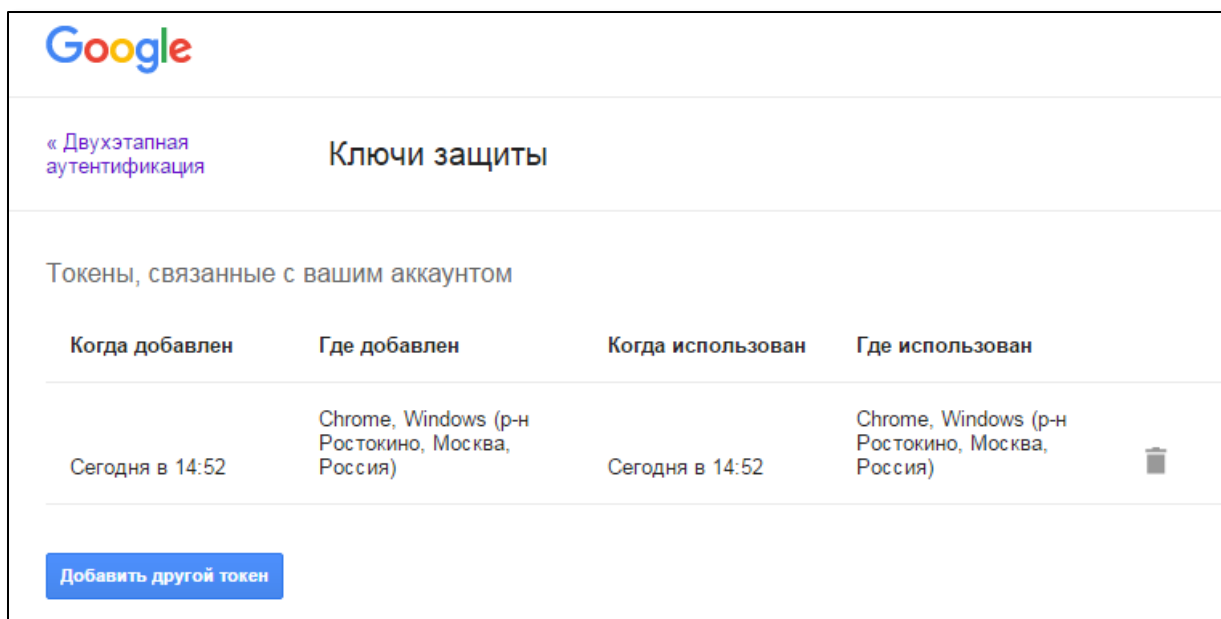 Google
« Двухэтапная
аутентификация
Ключи защиты
Токены, связанные с вашим аккаунтом
Когда добавлен Где добавлен Когда использован Где использован
Сегодня в 14:52
Chrome, Windows (р-н
Ростокино, Москва,
Россия)
Сегодня в 14:52
Chrome, Windows (р-н
Ростокино, Москва,
Россия)
Добавить другой токен